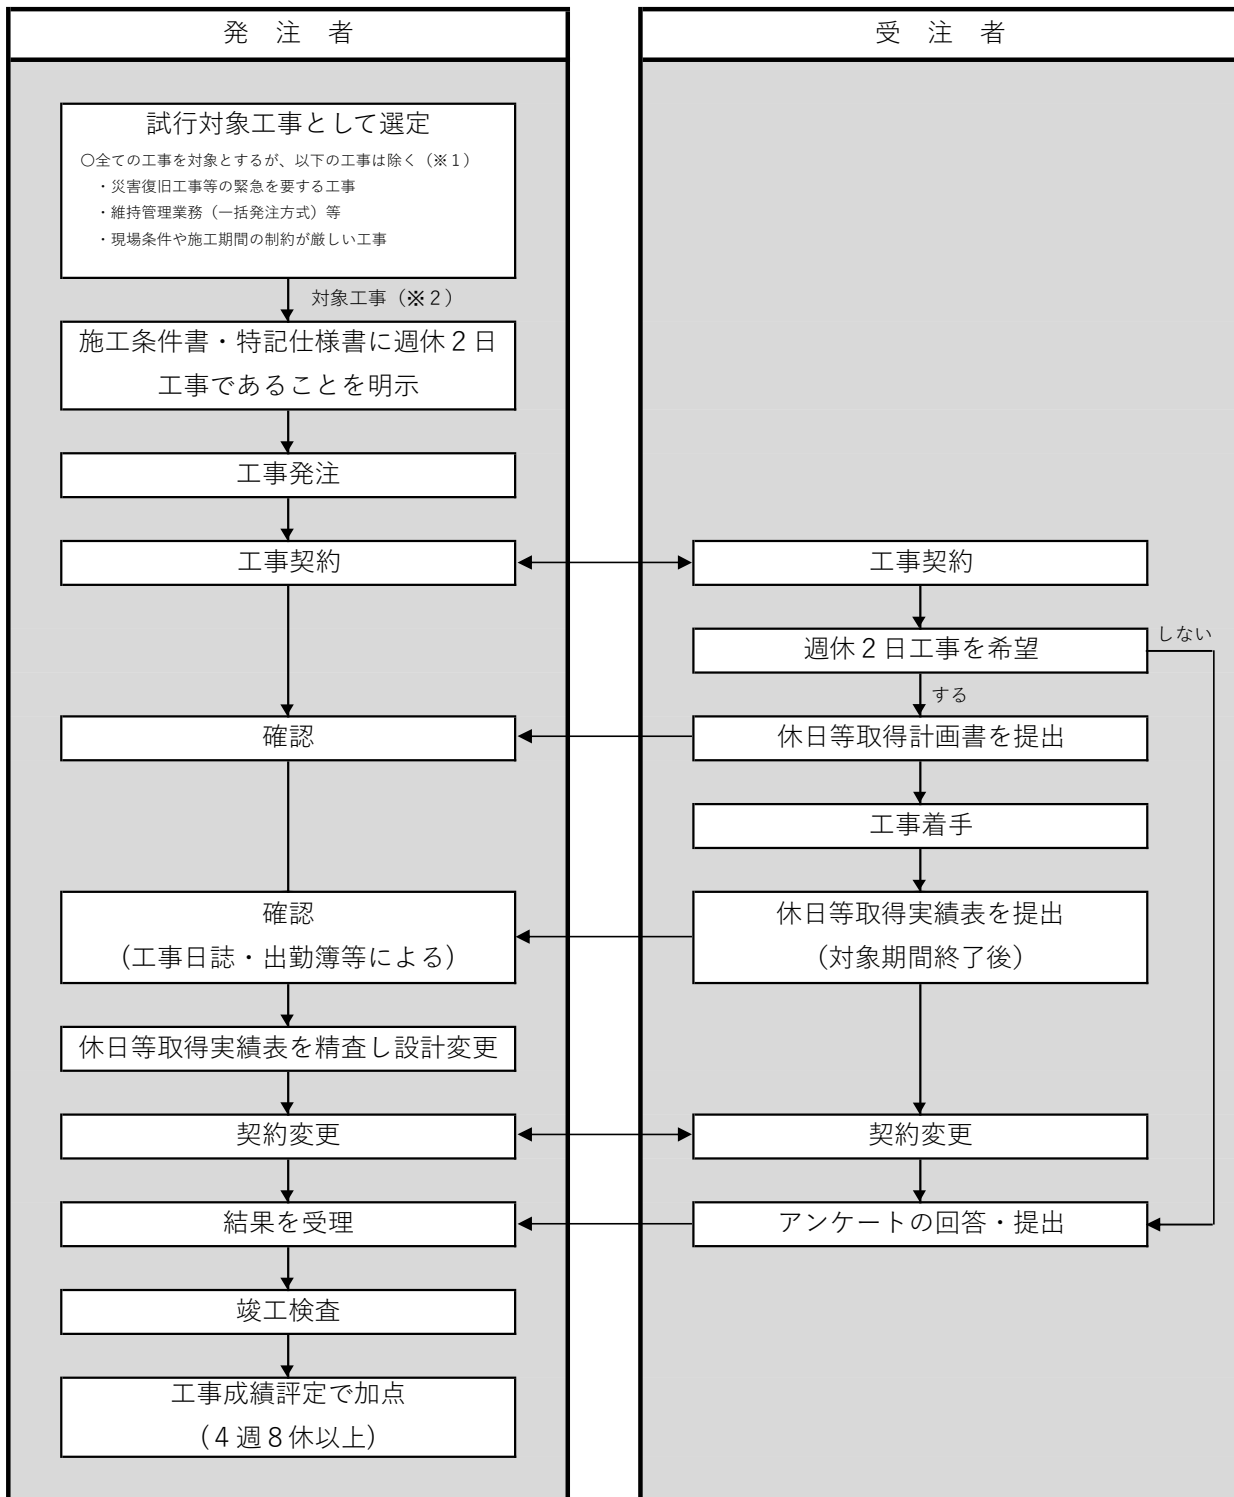 発　注　者
受　注　者
試行対象工事として選定
〇全ての工事を対象とするが、以下の工事は除く（※１）
・災害復旧工事等の緊急を要する工事
・維持管理業務（一括発注方式）等
・現場条件や施工期間の制約が厳しい工事
対象工事（※２）
施工条件書・特記仕様書に週休２日
工事であることを明示
工事発注
工事契約
工事契約
週休２日工事を希望
しない
する
確認
休日等取得計画書を提出
工事着手
確認
（工事日誌・出勤簿等による）
休日等取得実績表を提出
（対象期間終了後）
休日等取得実績表を精査し設計変更
契約変更
契約変更
結果を受理
アンケートの回答・提出
竣工検査
工事成績評定で加点
（４週８休以上）